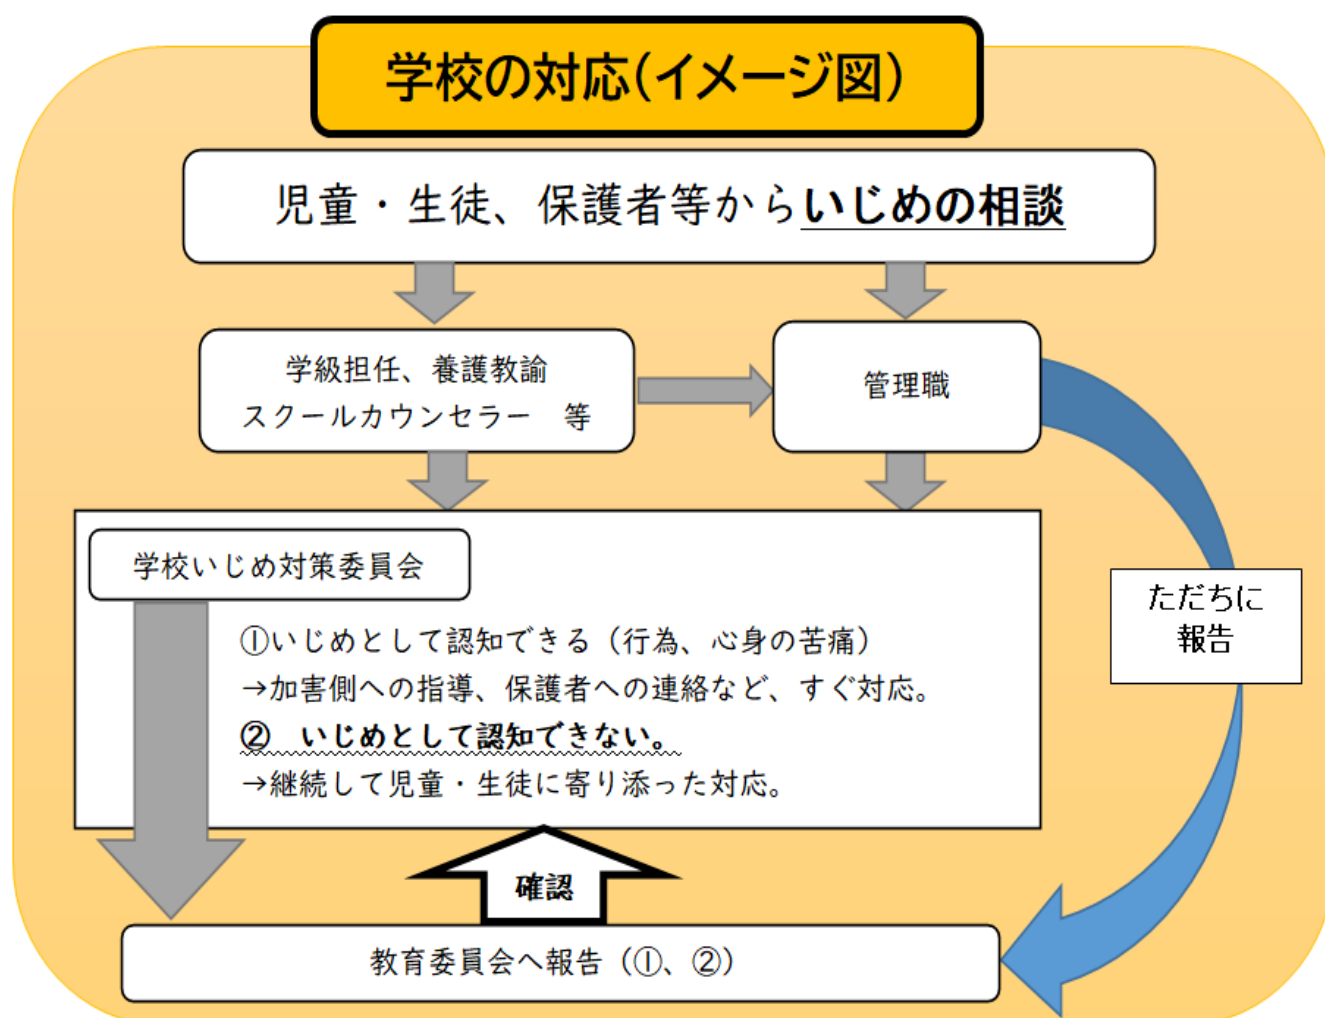 学校の対応(イメージ図)
児童・生徒、保護者等からいじめの相談
学級担任、養護教諭
スクールカウンセラー　等
管理職
学校いじめ対策委員会
①いじめとして認知できる（行為、心身の苦痛）
→加害側への指導、保護者への連絡など、すぐ対応。
②　いじめとして認知できない。
→継続して児童・生徒に寄り添った対応。
ただちに
報告
確認
教育委員会へ報告（①、②）